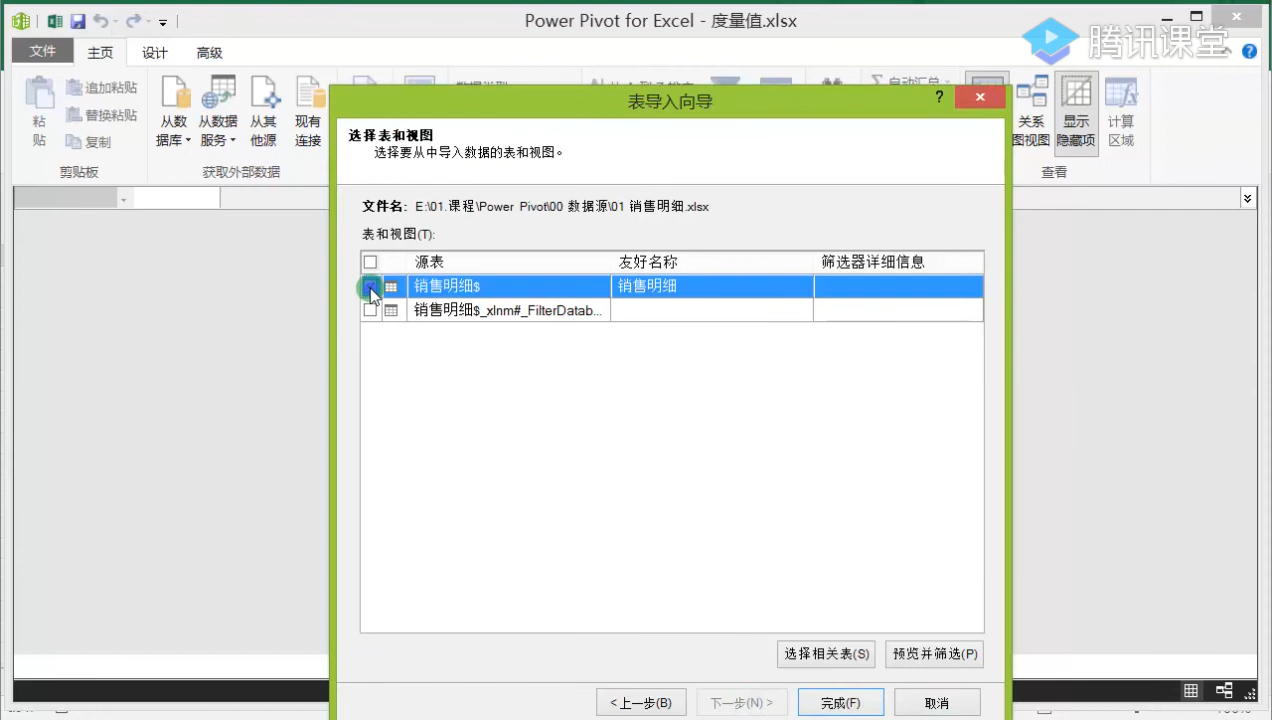 Power Pivot for Excel - 度量值.xlsx
腾讯课堂
文件 主页 设计 高级
追加粘贴
替换粘贴
复制
粘
贴
从数
据库
从数据
服务
从其
他源
现有
连接
关系
图视图
显示
隐藏项
计算
区域
剪贴板 获取外部数据 查看
表导入向导
选择表和视图
选择要从中导入数据的表和视图。
文件名: E:\01.课程\Power Pivot\00 数据源\01 销售明细.xlsx
表和视图(T):
源表 友好名称 筛选器详细信息
销售明细$ 销售明细
销售明细$_xlnm#_FilterDatab...
选择相关表(S) 预览并筛选(P)
<上一步(B) 下一步(N)> 完成(F) 取消